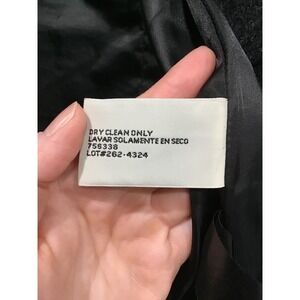 DRY CLEAN ONLY
LAVAR SOLAMENTE EN SECO
756338
LOT#262-4324